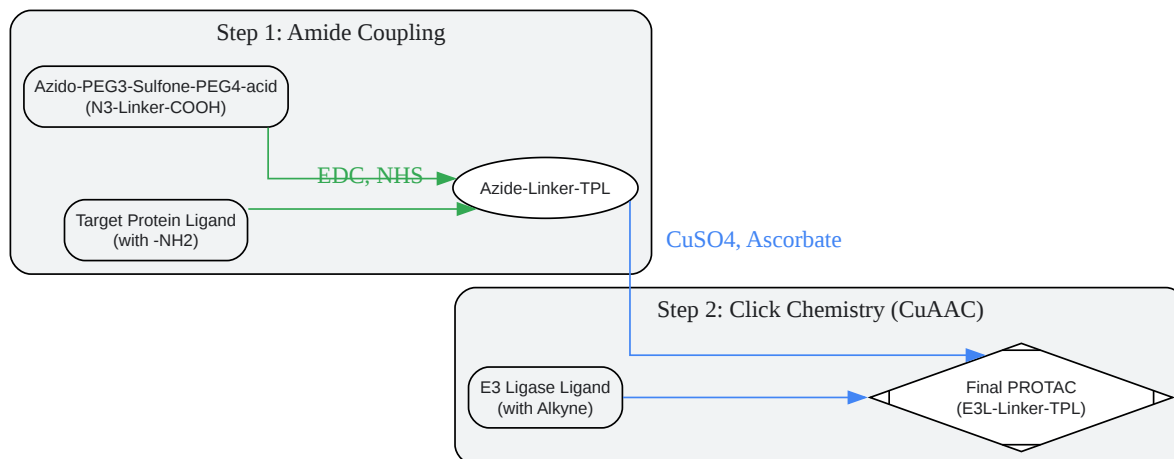 Step 1: Amide Coupling
Azido-PEG3-Sulfone-PEG4-acid
(N3-Linker-COOH)
EDC, NHS
Azide-Linker-TPL
Target Protein Ligand
(with -NH2)
CuSO4, Ascorbate
Step 2: Click Chemistry (CuAAC)
E3 Ligase Ligand
(with Alkyne)
Final PROTAC
(E3L-Linker-TPL)